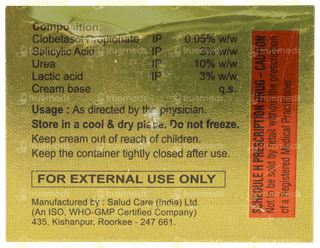 Composition:
Clobetasol Propionate IP 0.05% w/w
Salicylic Acid IP 3% w/w
Urea IP 10% w/w
Lactic acid IP 3% w/w
Cream base q.s.
Usage : As directed by the physician.
Store in a cool & dry place. Do not freeze.
Keep cream out of reach of children.
Keep the container tightly closed after use.
FOR EXTERNAL USE ONLY
Manufactured by : Salud Care (India) Ltd.
(An ISO, WHO-GMP Certified Company)
435, Kishanpur, Roorkee - 247 661.
SCHEDULE H PRESCRIPTION DRUG - CAUTION
Not to be sold by retail without the prescription
of a Registered Medical Practitioner